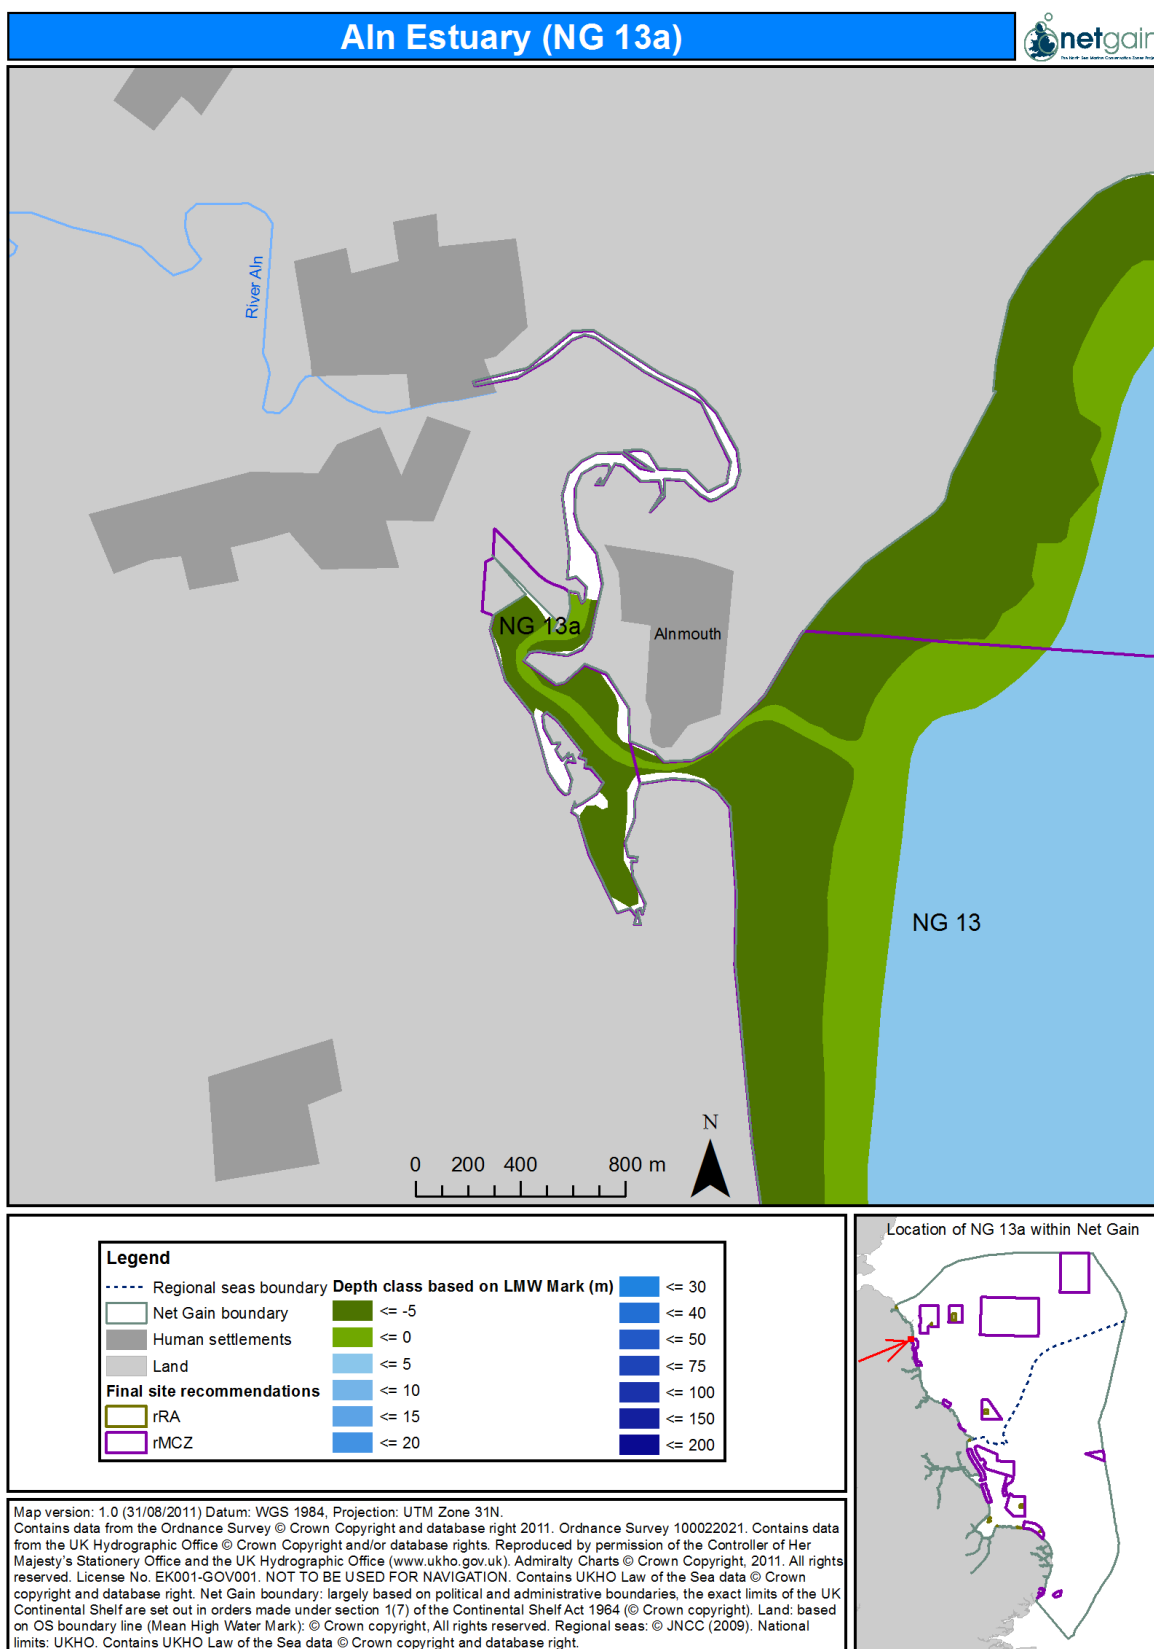 Aln Estuary (NG 13a)
netgain
River Aln
NG 13a
Alnmouth
NG 13
N
0 200 400 800 m
Legend
Regional seas boundary
Net Gain boundary
Human settlements
Land
Final site recommendations
rRA
rMCZ
Depth class based on LMW Mark (m)
<= -5
<= 0
<= 5
<= 10
<= 15
<= 20
<= 30
<= 40
<= 50
<= 75
<= 100
<= 150
<= 200
Location of NG 13a within Net Gain
Map version: 1.0 (31/08/2011) Datum: WGS 1984, Projection: UTM Zone 31N.
Contains data from the Ordnance Survey © Crown Copyright and database right 2011. Ordnance Survey 100022021. Contains data
from the UK Hydrographic Office © Crown Copyright and/or database rights. Reproduced by permission of the Controller of Her
Majesty's Stationery Office and the UK Hydrographic Office (www.ukho.gov.uk). Admiralty Charts © Crown Copyright, 2011. All rights
reserved. License No. EK001-GOV001. NOT TO BE USED FOR NAVIGATION. Contains UKHO Law of the Sea data © Crown
copyright and database right. Net Gain boundary: largely based on political and administrative boundaries, the exact limits of the UK
Continental Shelf are set out in orders made under section 1(7) of the Continental Shelf Act 1964 (© Crown copyright). Land: based
on OS boundary line (Mean High Water Mark): © Crown copyright, All rights reserved. Regional seas: © JNCC (2009). National
limits: UKHO. Contains UKHO Law of the Sea data © Crown copyright and database right.